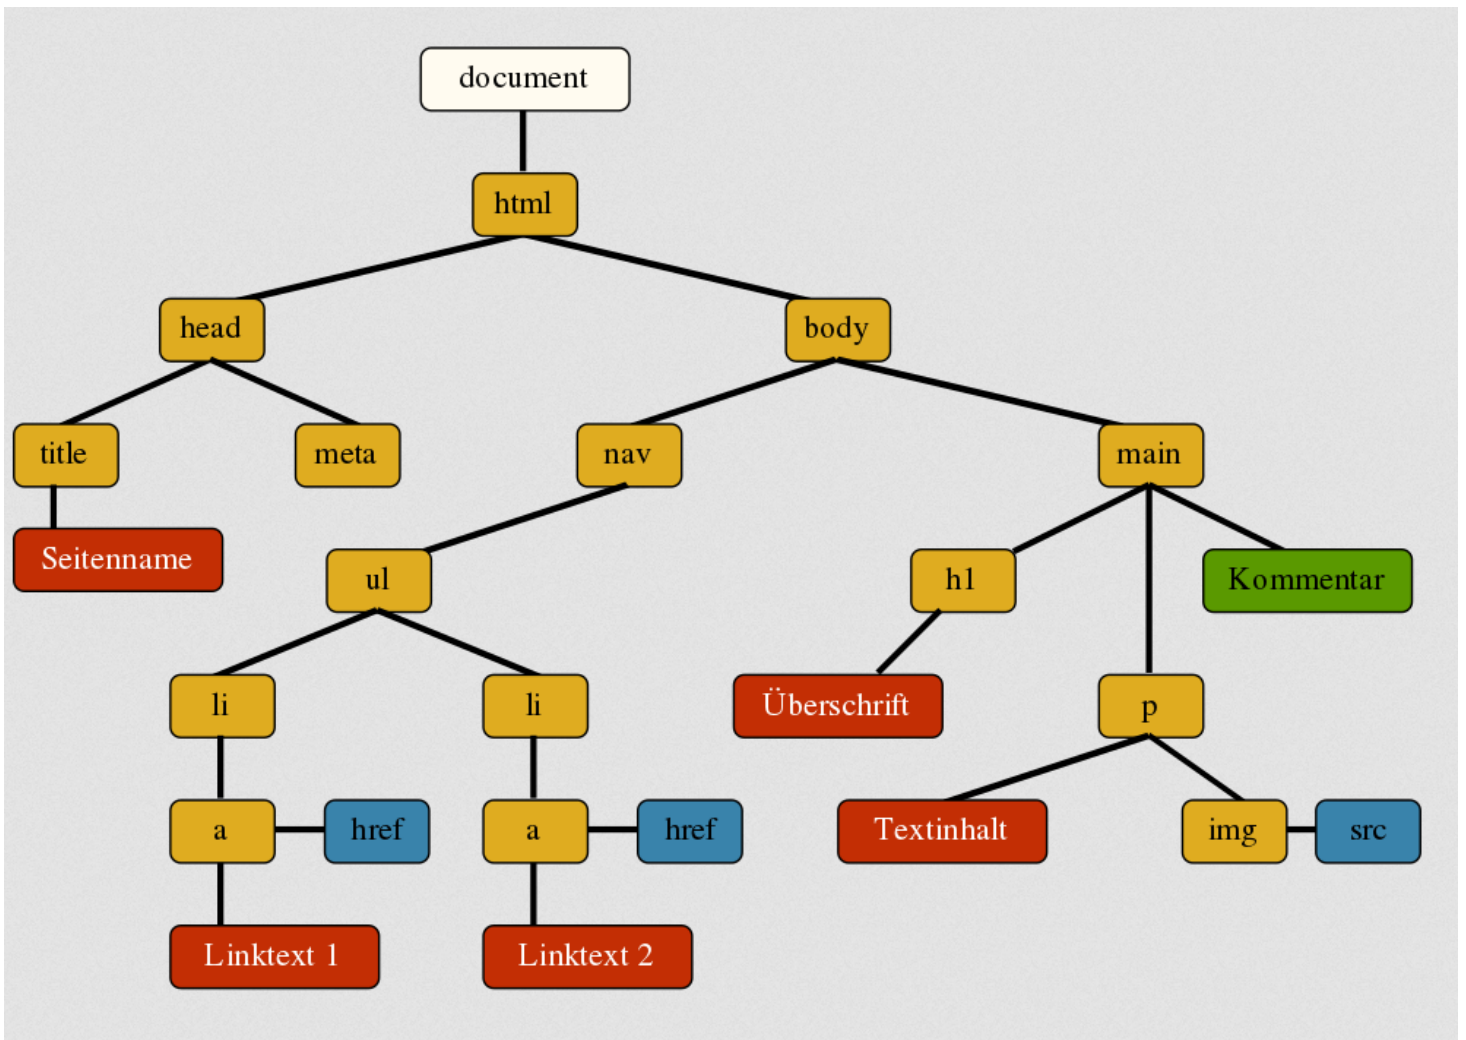 document
html
head
body
title
meta
nav
main
Seitenname
ul
h1
Kommentar
li
li
Überschrift
p
a
href
a
href
Textinhalt
img
src
Linktext 1
Linktext 2